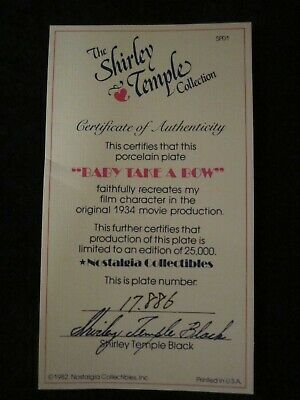 SP01
The
Shirley
Temple
Collection
Certificate of Authenticity
This certifies that this
porcelain plate
"BABY TAKE A BOW"
faithfully recreates my
film character in the
original 1934 movie production.
This further certifies that
production of this plate is
limited to an edition of 25,000.
★Nostalgia Collectibles
This is plate number:
17,886
Shirley Temple Black
Shirley Temple Black
©1982, Nostalgia Collectibles, Inc.
Printed in U.S.A.